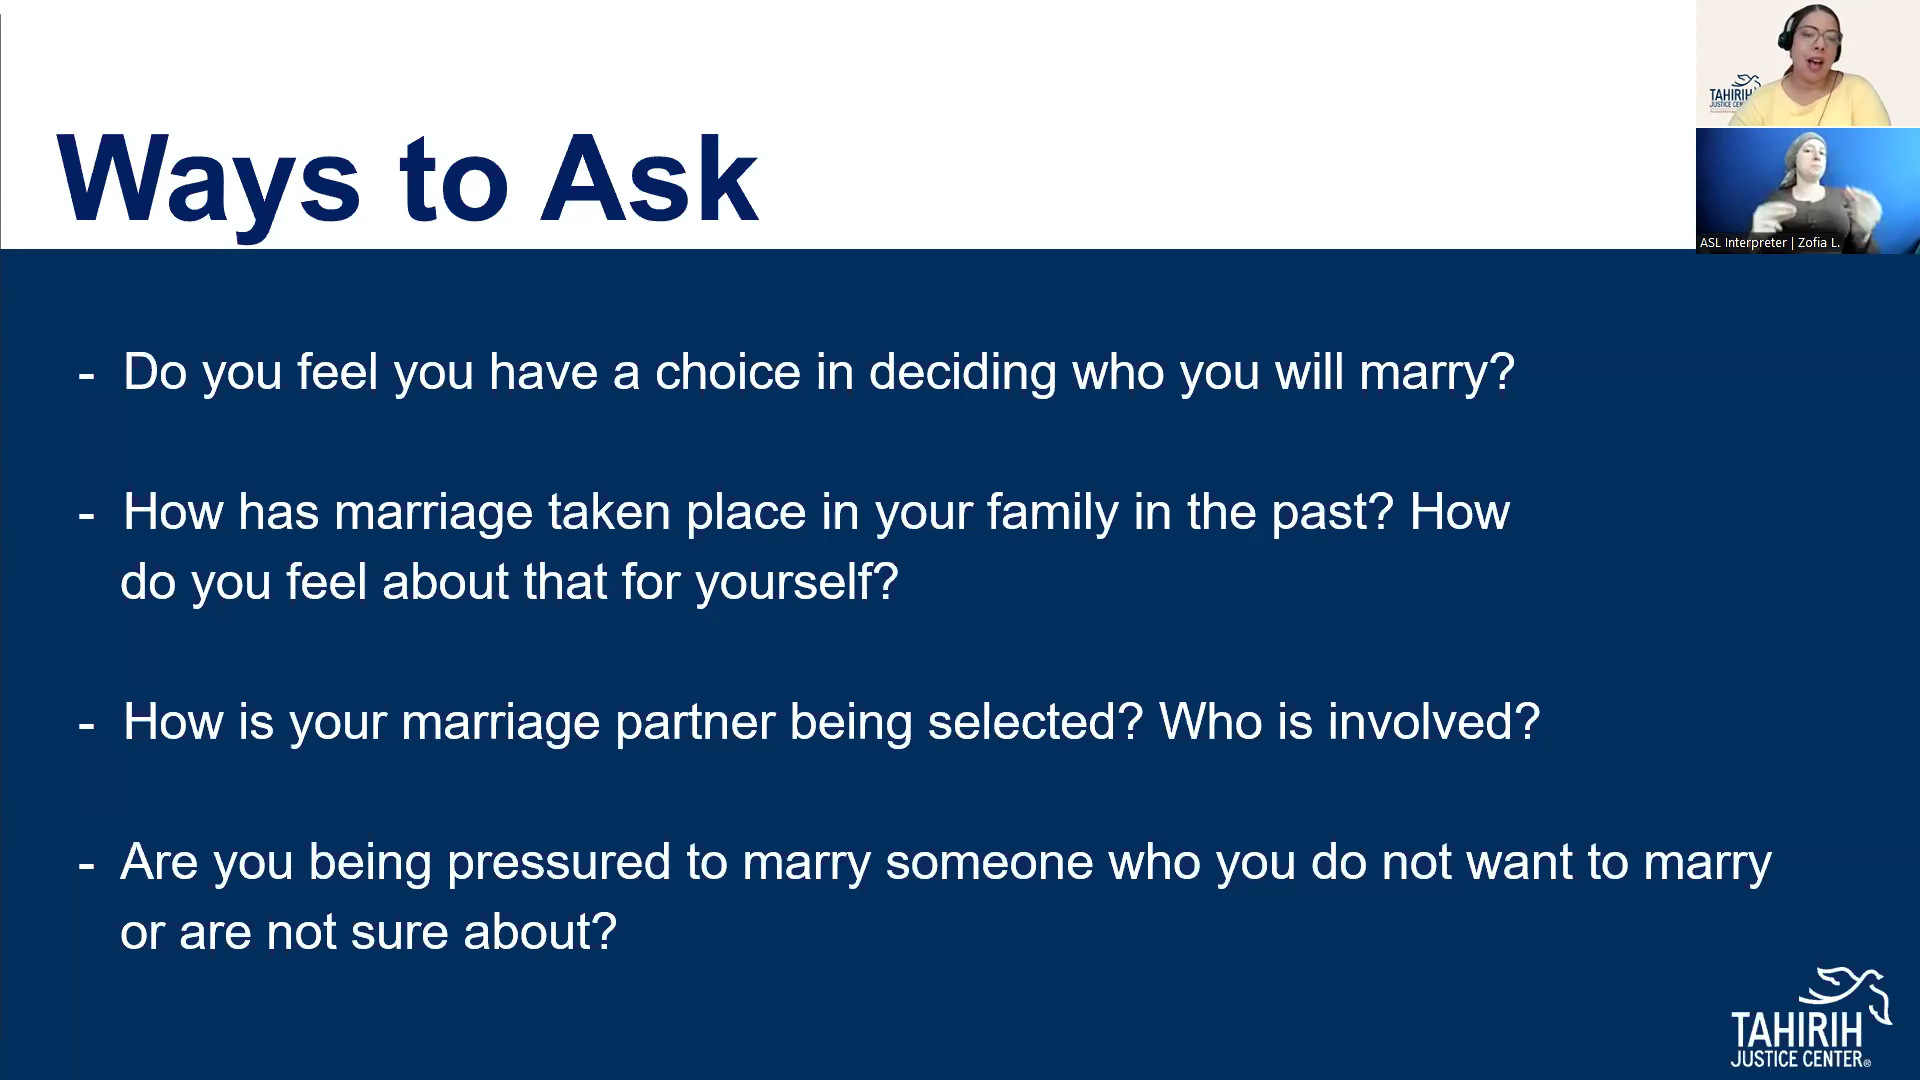 Ways to Ask
- Do you feel you have a choice in deciding who you will marry?
- How has marriage taken place in your family in the past? How
do you feel about that for yourself?
- How is your marriage partner being selected? Who is involved?
- Are you being pressured to marry someone who you do not want to marry
or are not sure about?
TAHIRIH
JUSTICE CENTER®
TAHIRIH
JUSTICE
ASL Interpreter | Zofia L.